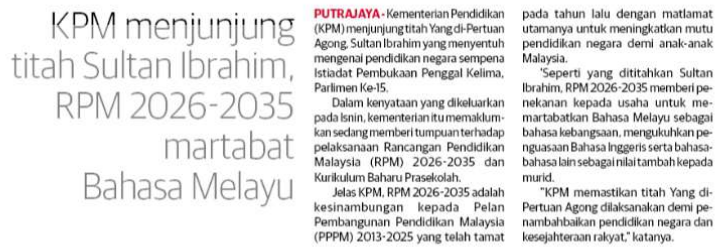 KPM menjunjung
titah Sultan Ibrahim,
RPM 2026-2035
martabat
Bahasa Melayu
PUTRAJAYA - Kementerian Pendidikan
(KPM) menjunjung titah Yang di-Pertuan
Agong, Sultan Ibrahim yang menyentuh
mengenai pendidikan negara sempena
Istiadat Pembukaan Penggal Kelima,
Parlimen Ke-15.
Dalam kenyataan yang dikeluarkan
pada Isnin, kementerian itu memaklum-
kan sedang memberi tumpuan terhadap
pelaksanaan Rancangan Pendidikan
Malaysia (RPM) 2026-2035 dan
Kurikulum Baharu Prasekolah.
Jelas KPM, RPM 2026-2035 adalah
kesinambungan kepada Pelan
Pembangunan Pendidikan Malaysia
(PPPM) 2013-2025 yang telah tamat
pada tahun lalu dengan matlamat
utamanya untuk meningkatkan mutu
pendidikan negara demi anak-anak
Malaysia.
'Seperti yang dititahkan Sultan
Ibrahim, RPM 2026-2035 memberi pe-
nekanan kepada usaha untuk me-
martabatkan Bahasa Melayu sebagai
bahasa kebangsaan, mengukuhkan pe-
nguasaan Bahasa Inggeris serta bahasa-
bahasa lain sebagai nilai tambah kepada
murid.
"KPM memastikan titah Yang di-
Pertuan Agong dilaksanakan demi pe-
nambahbaikan pendidikan negara dan
kesejahteraan rakyat," katanya.